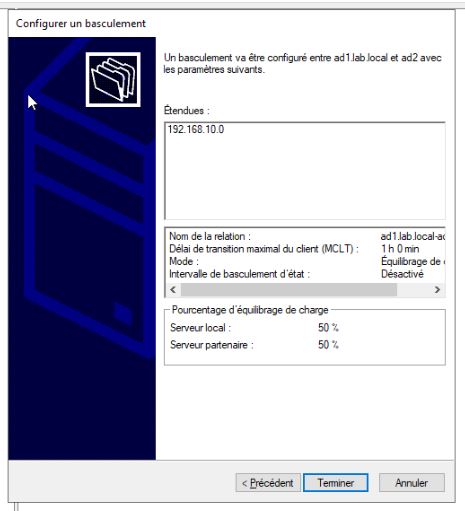 Configurer un basculement
Un basculement va être configuré entre ad1.lab.local et ad2 avec
les paramètres suivants.
Étendues :
192.168.10.0
Nom de la relation : ad1.lab.local-ad
Délai de transition maximal du client (MCLT) : 1 h 0 min
Mode : Équilibrage de
Intervalle de basculement d'état : Désactivé
Pourcentage d'équilibrage de charge
Serveur local : 50 %
Serveur partenaire : 50 %
< Précédent Terminer Annuler